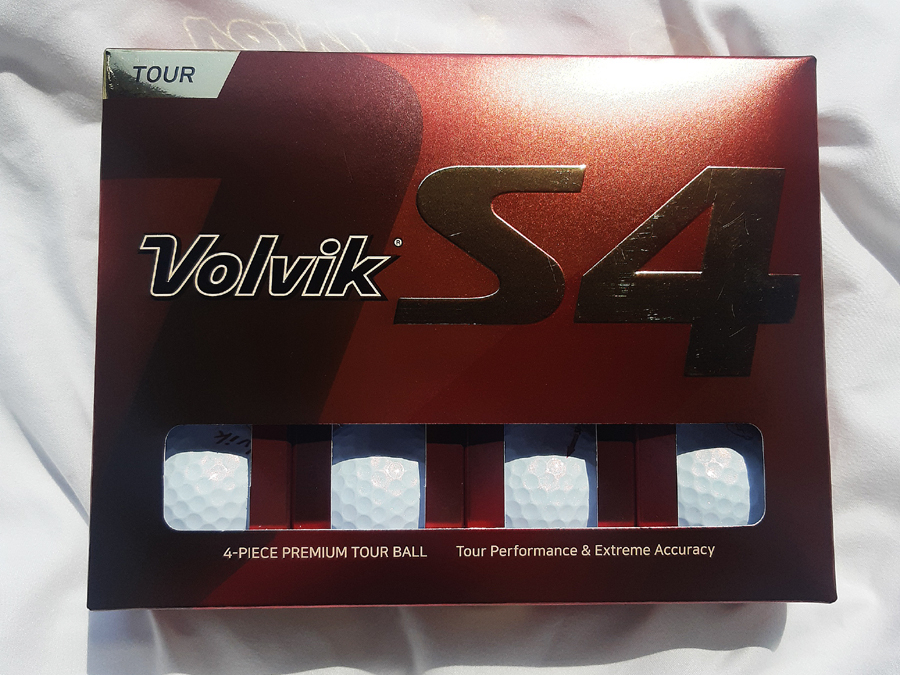 TOUR
Volvik® S4
4-PIECE PREMIUM TOUR BALL Tour Performance & Extreme Accuracy